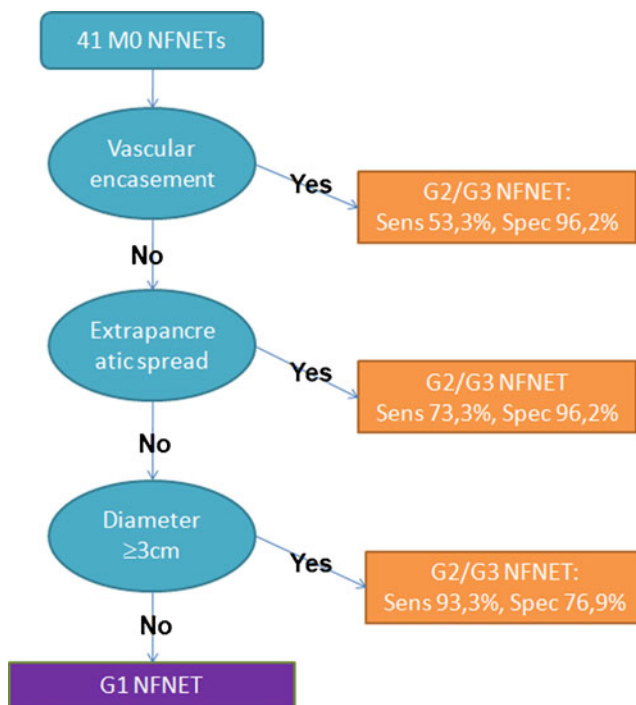 41 M0 NFNETs
Vascular
encasement
Yes
G2/G3 NFNET:
Sens 53,3%, Spec 96,2%
No
Extrapancre
atic spread
Yes
G2/G3 NFNET
Sens 73,3%, Spec 96,2%
No
Diameter
≥3cm
Yes
G2/G3 NFNET:
Sens 93,3%, Spec 76,9%
No
G1 NFNET